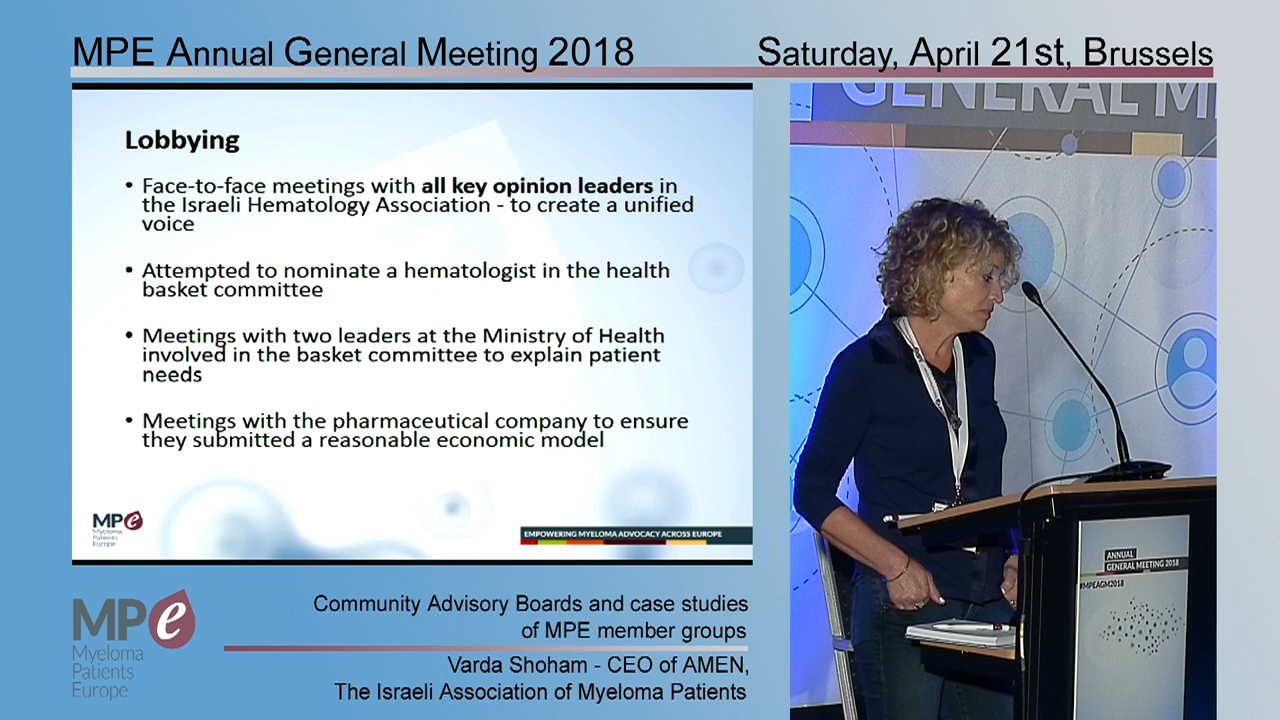 MPE Annual General Meeting 2018
Saturday, April 21st, Brussels
Lobbying
• Face-to-face meetings with all key opinion leaders in
the Israeli Hematology Association - to create a unified
voice
• Attempted to nominate a hematologist in the health
basket committee
• Meetings with two leaders at the Ministry of Health
involved in the basket committee to explain patient
needs
• Meetings with the pharmaceutical company to ensure
they submitted a reasonable economic model
MPe
Myeloma
Patients
Europe
EMPOWERING MYELOMA ADVOCACY ACROSS EUROPE
GENERAL M
ANNUAL
GENERAL MEETING 2018
#MPEAGM2018
MPe
Myeloma
Patients
Europe
Community Advisory Boards and case studies
of MPE member groups
Varda Shoham - CEO of AMEN,
The Israeli Association of Myeloma Patients